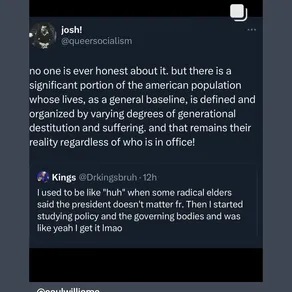 josh!
@queersocialism
no one is ever honest about it. but there is a
significant portion of the american population
whose lives, as a general baseline, is defined and
organized by varying degrees of generational
destitution and suffering. and that remains their
reality regardless of who is in office!
Kings @Drkingsbruh · 12h
I used to be like "huh" when some radical elders
said the president doesn't matter fr. Then I started
studying policy and the governing bodies and was
like yeah I get it lmao